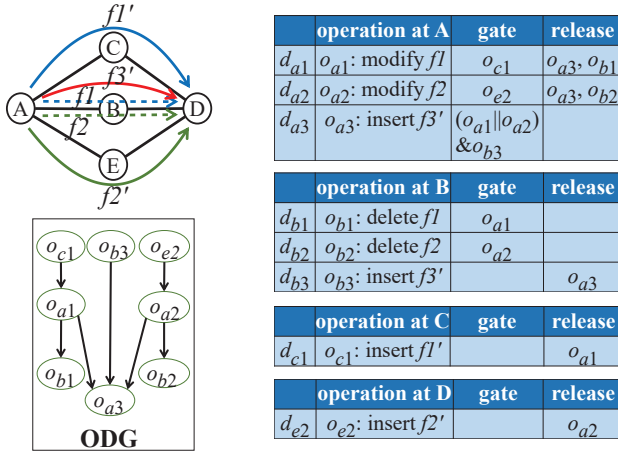 f1'
C
f3'
A
f1
B
D
f2
E
f2'
o_c1 o_b3 o_e2
o_a1 o_a2
o_b1 o_b2
o_a3
ODG
operation at A gate release
d_a1 o_a1: modify f1 o_c1 o_a3, o_b1
d_a2 o_a2: modify f2 o_e2 o_a3, o_b2
d_a3 o_a3: insert f3' (o_a1||o_a2)
&o_b3
operation at B gate release
d_b1 o_b1: delete f1 o_a1
d_b2 o_b2: delete f2 o_a2
d_b3 o_b3: insert f3' o_a3
operation at C gate release
d_c1 o_c1: insert f1' o_a1
operation at D gate release
d_e2 o_e2: insert f2' o_a2